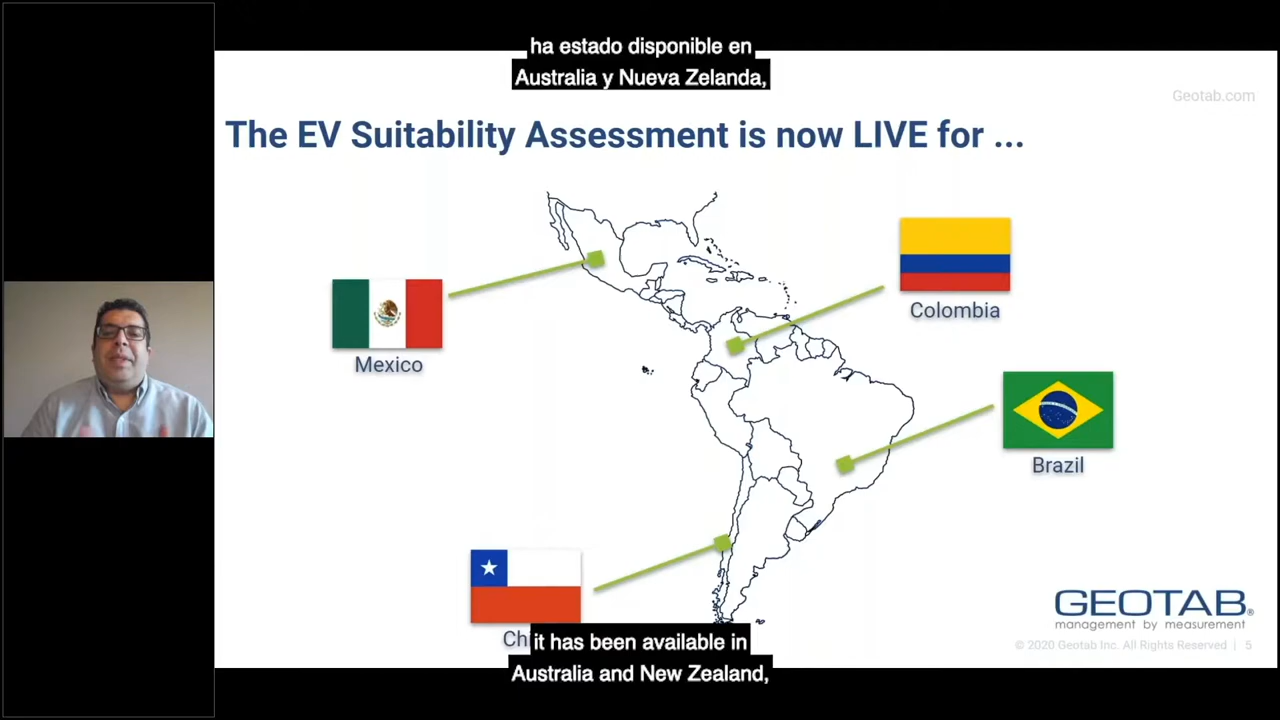 ha estado disponible en
Australia y Nueva Zelanda,
Geotab.com
The EV Suitability Assessment is now LIVE for ...
Colombia
Mexico
Brazil
Chi
GEOTAB®
management by measurement
© 2020 Geotab Inc. All Rights Reserved | 5
it has been available in
Australia and New Zealand,